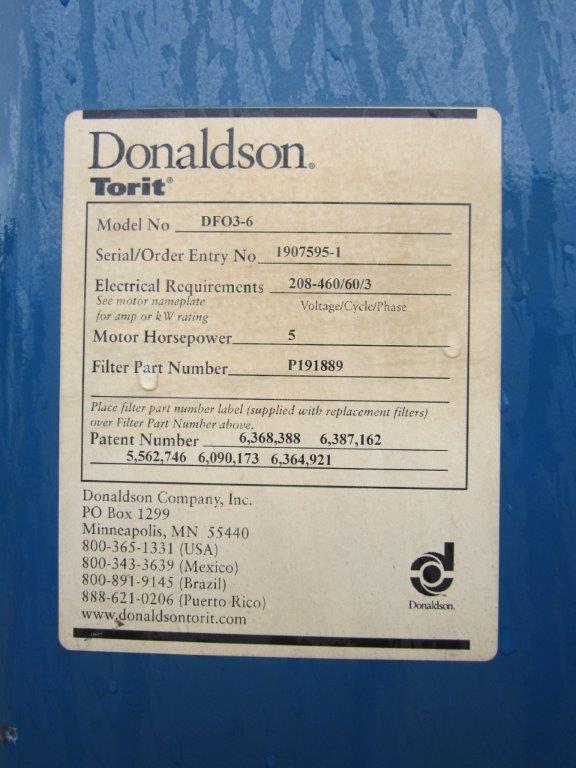 Donaldson®
Torit®
Model No DFO3-6
Serial/Order Entry No 1907595-1
Electrical Requirements 208-460/60/3
See motor nameplate Voltage/Cycle/Phase
for amp or kW rating
Motor Horsepower 5
Filter Part Number P191889
Place filter part number label (supplied with replacement filters)
over Filter Part Number above.
Patent Number 6,368,388 6,387,162
5,562,746 6,090,173 6,364,921
Donaldson Company, Inc.
PO Box 1299
Minneapolis, MN 55440
800-365-1331 (USA)
800-343-3639 (Mexico)
800-891-9145 (Brazil)
888-621-0206 (Puerto Rico)
www.donaldsontorit.com
Donaldson.